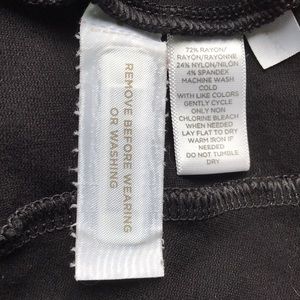 REMOVE BEFORE WEARING
OR WASHING
72% RAYON/
RAYON/RAYONNE
24% NYLON/NILÓN
4% SPANDEX
MACHINE WASH
COLD
WITH LIKE COLORS
GENTLY CYCLE
ONLY NON
CHLORINE BLEACH
WHEN NEEDED
LAY FLAT TO DRY
WARM IRON IF
NEEDED
DO NOT TUMBLE
DRY